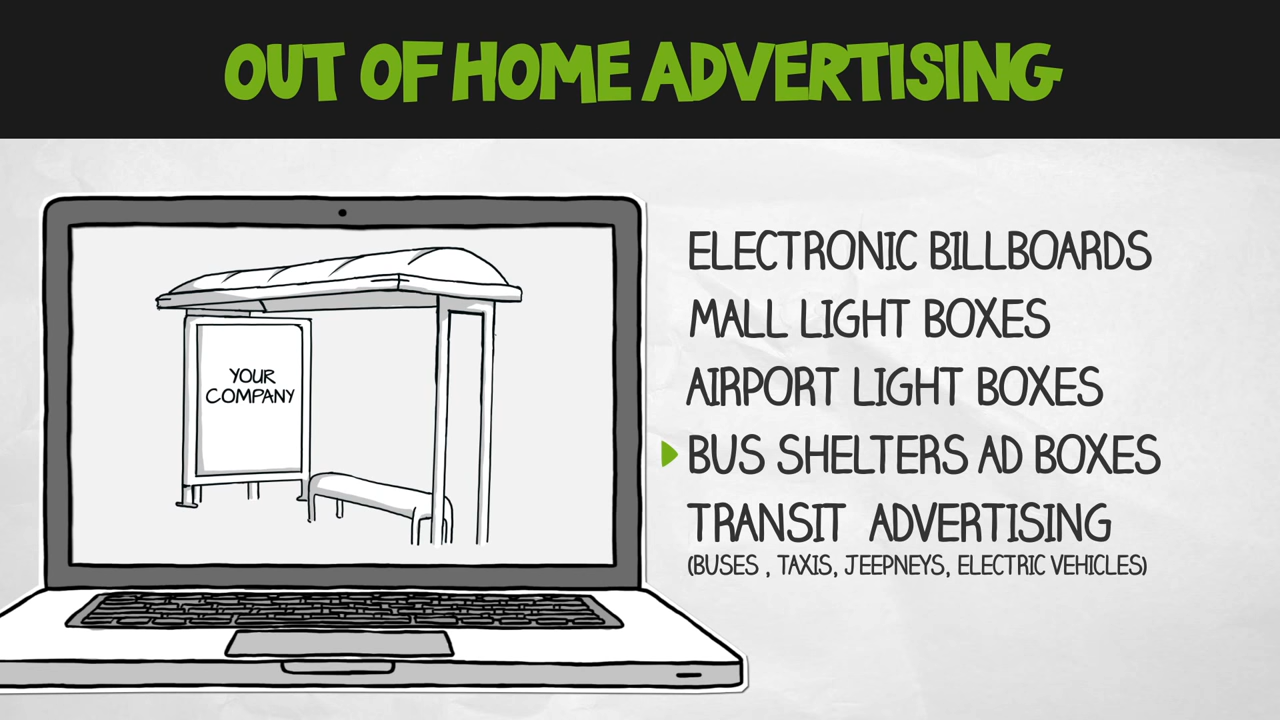 OUT OF HOME ADVERTISING
YOUR
COMPANY
ELECTRONIC BILLBOARDS
MALL LIGHT BOXES
AIRPORT LIGHT BOXES
BUS SHELTERS AD BOXES
TRANSIT ADVERTISING
(BUSES , TAXIS, JEEPNEYS, ELECTRIC VEHICLES)